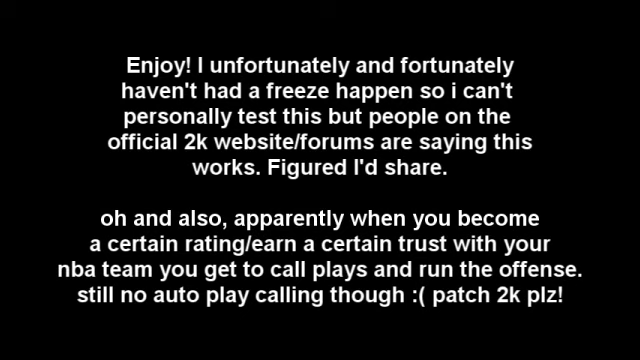 Enjoy! I unfortunately and fortunately
haven't had a freeze happen so i can't
personally test this but people on the
official 2k website/forums are saying this
works. Figured I'd share.
oh and also, apparently when you become
a certain rating/earn a certain trust with your
nba team you get to call plays and run the offense.
still no auto play calling though :( patch 2k plz!